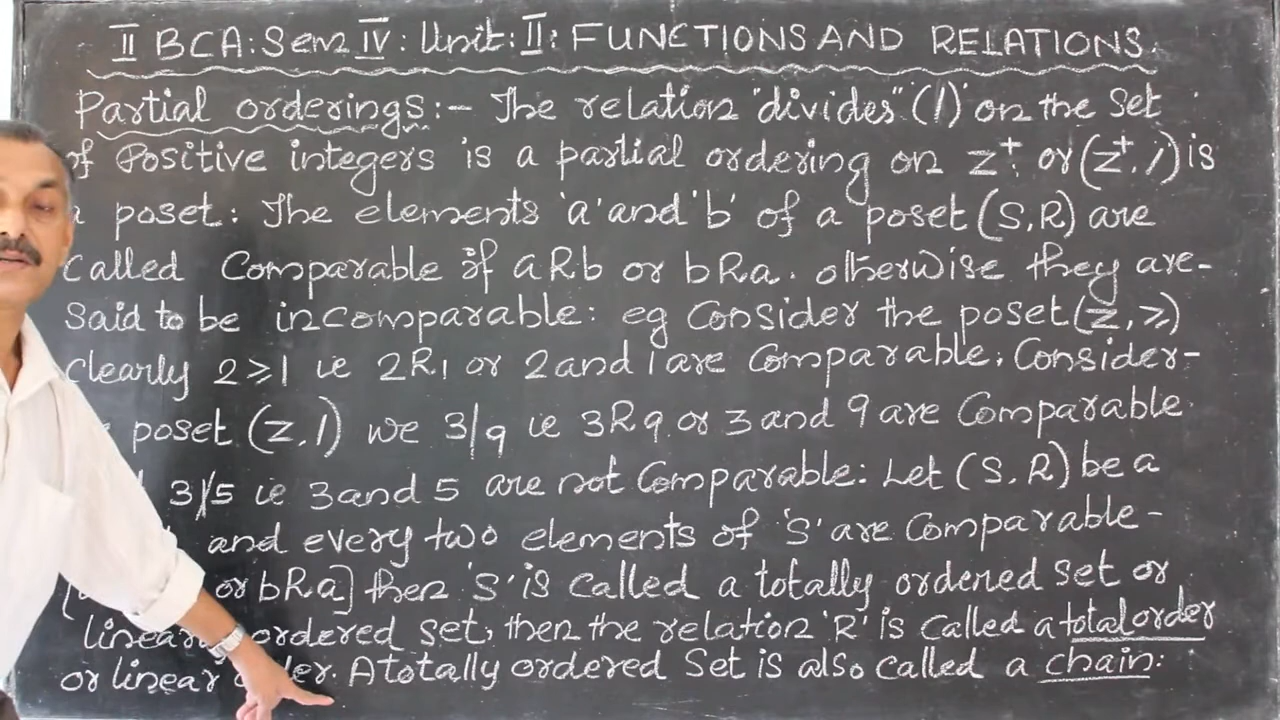 II BCA: Sem IV: Unit: II: FUNCTIONS AND RELATIONS.
Partial orderings:- The relation "divides" (/) on the Set
of Positive integers is a partial ordering on Z⁺. or (Z⁺, /) is
a poset: The elements 'a' and 'b' of a poset (S, R) are
called Comparable if aRb or bRa. otherwise they are-
Said to be incomparable: eg Consider the poset (Z, ≥)
Clearly 2≥1 ie 2R1 or 2 and 1 are Comparable, Consider-
poset (Z, /) we 3/9 ie 3R9 or 3 and 9 are Comparable.
3∤5 ie 3 and 5 are not Comparable: Let (S, R) be a
and every two elements of 'S' are Comparable-
or bRa] then 'S' is called a totally ordered set or
linearly ordered set, then the relation 'R' is called a total order
or linear order. A totally ordered Set is also called a chain: